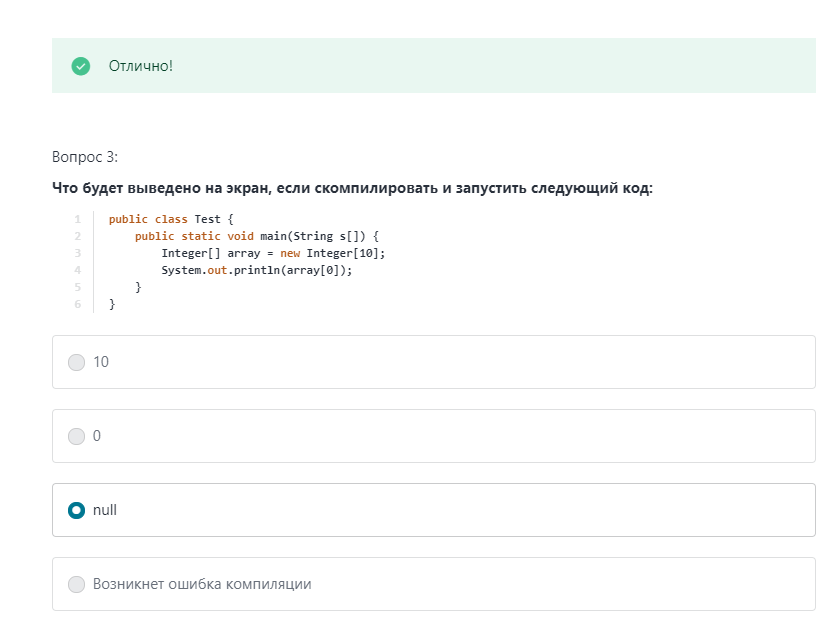 Отлично!
Вопрос 3:
Что будет выведено на экран, если скомпилировать и запустить следующий код:
1 public class Test {
2     public static void main(String s[]) {
3         Integer[] array = new Integer[10];
4         System.out.println(array[0]);
5     }
6 }
10
0
null
Возникнет ошибка компиляции